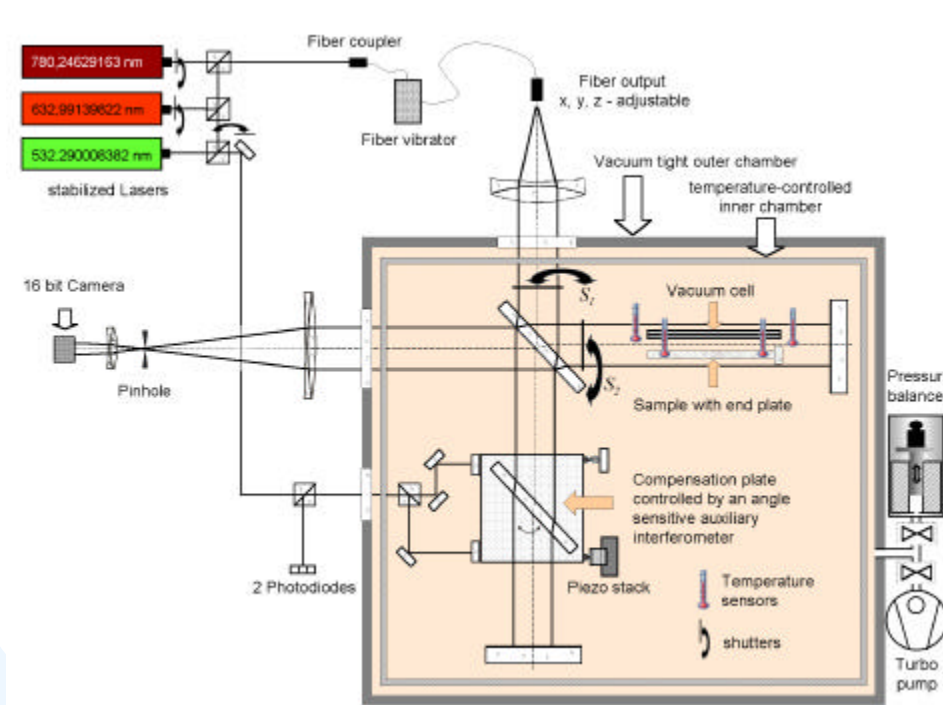 780,24629163 nm
632,99139822 nm
532,290008382 nm
stabilized Lasers
Fiber coupler
Fiber vibrator
Fiber output
x, y, z - adjustable
Vacuum tight outer chamber
temperature-controlled
inner chamber
16 bit Camera
Pinhole
S1
S2
Vacuum cell
Sample with end plate
Pressur
balance
Compensation plate
controlled by an angle
sensitive auxiliary
interferometer
2 Photodiodes
Piezo stack
Temperature
sensors
shutters
Turbo
pump